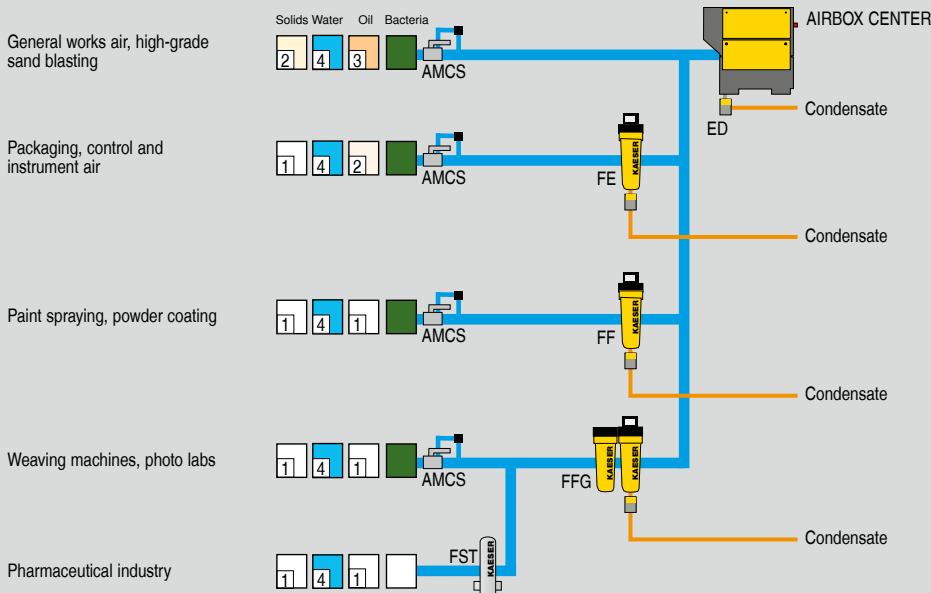 Solids Water Oil Bacteria
AIRBOX CENTER
General works air, high-grade
sand blasting
2 4 3
AMCS
ED
Condensate
Packaging, control and
instrument air
1 4 2
AMCS
FE
KAESER
Condensate
Paint spraying, powder coating
1 4 1
AMCS
FF
KAESER
Condensate
Weaving machines, photo labs
1 4 1
AMCS
FFG
KAESER
KAESER
Condensate
Pharmaceutical industry
1 4 1
FST
KAESER